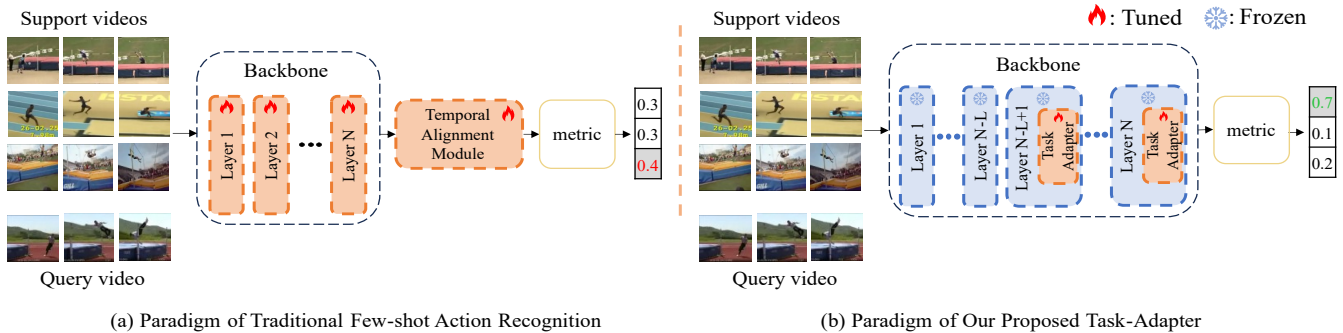 Support videos
Backbone
Layer 1
Layer 2
Layer N
Temporal
Alignment
Module
metric
0.3
0.3
0.4
Query video
(a) Paradigm of Traditional Few-shot Action Recognition
: Tuned
: Frozen
Support videos
Backbone
Layer 1
Layer N-L
Layer N-L+1
Task
Adapter
Layer N
Task
Adapter
metric
0.7
0.1
0.2
Query video
(b) Paradigm of Our Proposed Task-Adapter